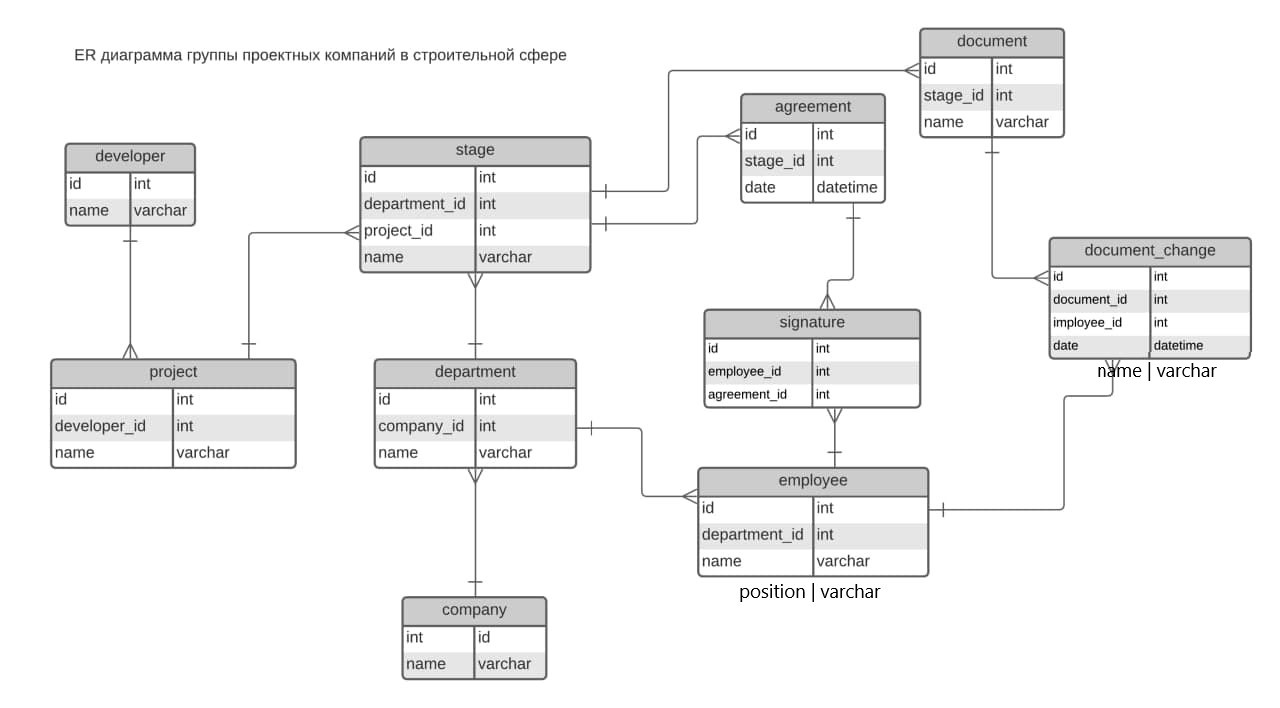 ER диаграмма группы проектных компаний в строительной сфере
document
id int
stage_id int
name varchar
agreement
id int
stage_id int
date datetime
developer
id int
name varchar
stage
id int
department_id int
project_id int
name varchar
document_change
id int
document_id int
imployee_id int
date datetime
name | varchar
signature
id int
employee_id int
agreement_id int
project
id int
developer_id int
name varchar
department
id int
company_id int
name varchar
employee
id int
department_id int
name varchar
position | varchar
company
int id
name varchar